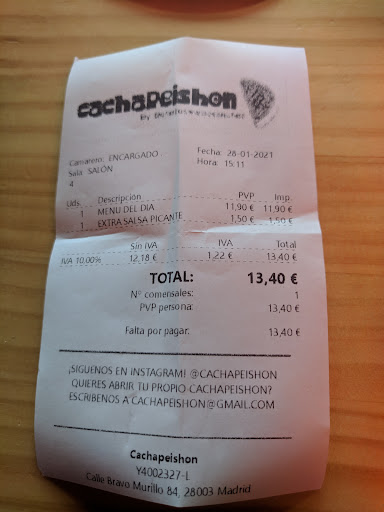 cachapeishon
Camarero: ENCARGADO
Fecha: 28-01-2021
Sala: SALÓN
Hora: 15:11
4
Uds. Descripción PVP Imp.
1 MENU DEL DIA 11,90 € 11,90 €
1 EXTRA SALSA PICANTE 1,50 € 1,50 €
Sin IVA IVA Total
IVA 10.00% 12,18 € 1,22 € 13,40 €
TOTAL: 13,40 €
Nº comensales: 1
PVP persona: 13,40 €
Falta por pagar: 13,40 €
¡SIGUENOS EN INSTAGRAM! @CACHAPEISHON
QUIERES ABRIR TU PROPIO CACHAPEISHON?
ESCRIBENOS A CACHAPEISHON@GMAIL.COM
Cachapeishon
Y4002327-L
Calle Bravo Murillo 84, 28003 Madrid